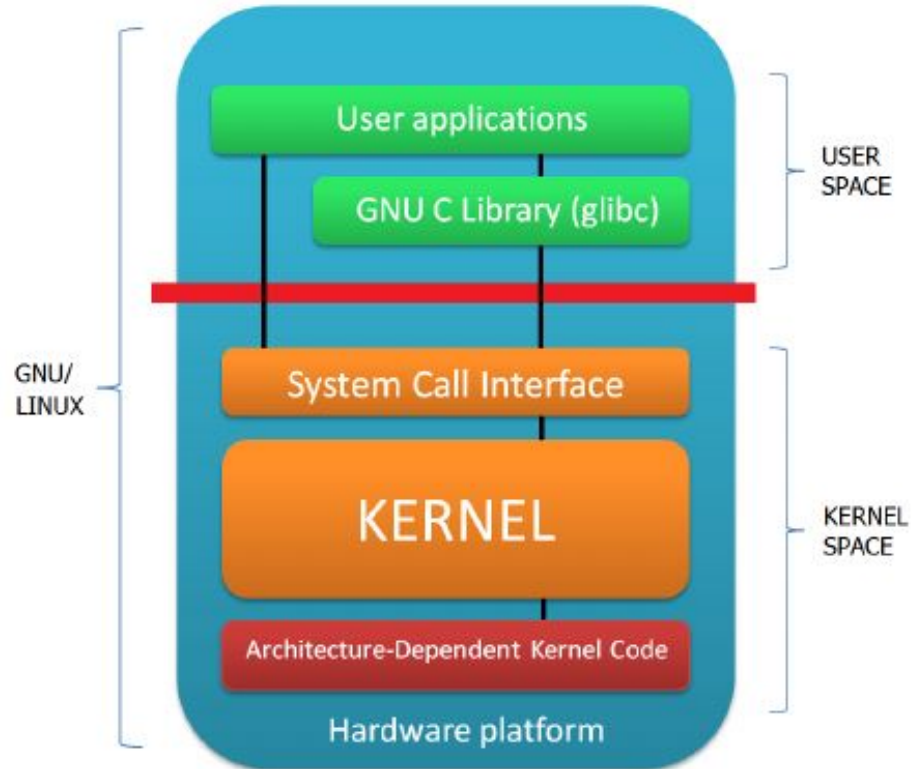 User applications
GNU C Library (glibc)
USER
SPACE
GNU/
LINUX
System Call Interface
KERNEL
KERNEL
SPACE
Architecture-Dependent Kernel Code
Hardware platform